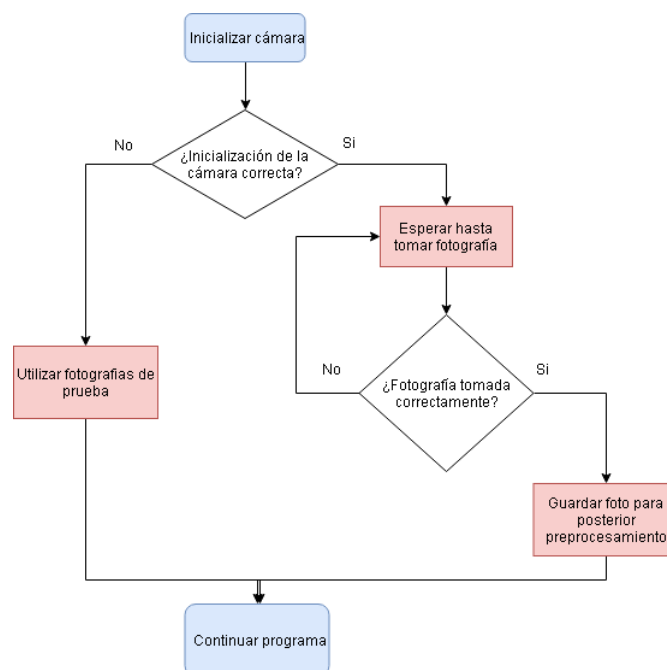 Inicializar cámara
No
¿Inicialización de la
cámara correcta?
Si
Esperar hasta
tomar fotografía
Utilizar fotografias de
prueba
No
¿Fotografía tomada
correctamente?
Si
Guardar foto para
posterior
preprocesamiento
Continuar programa